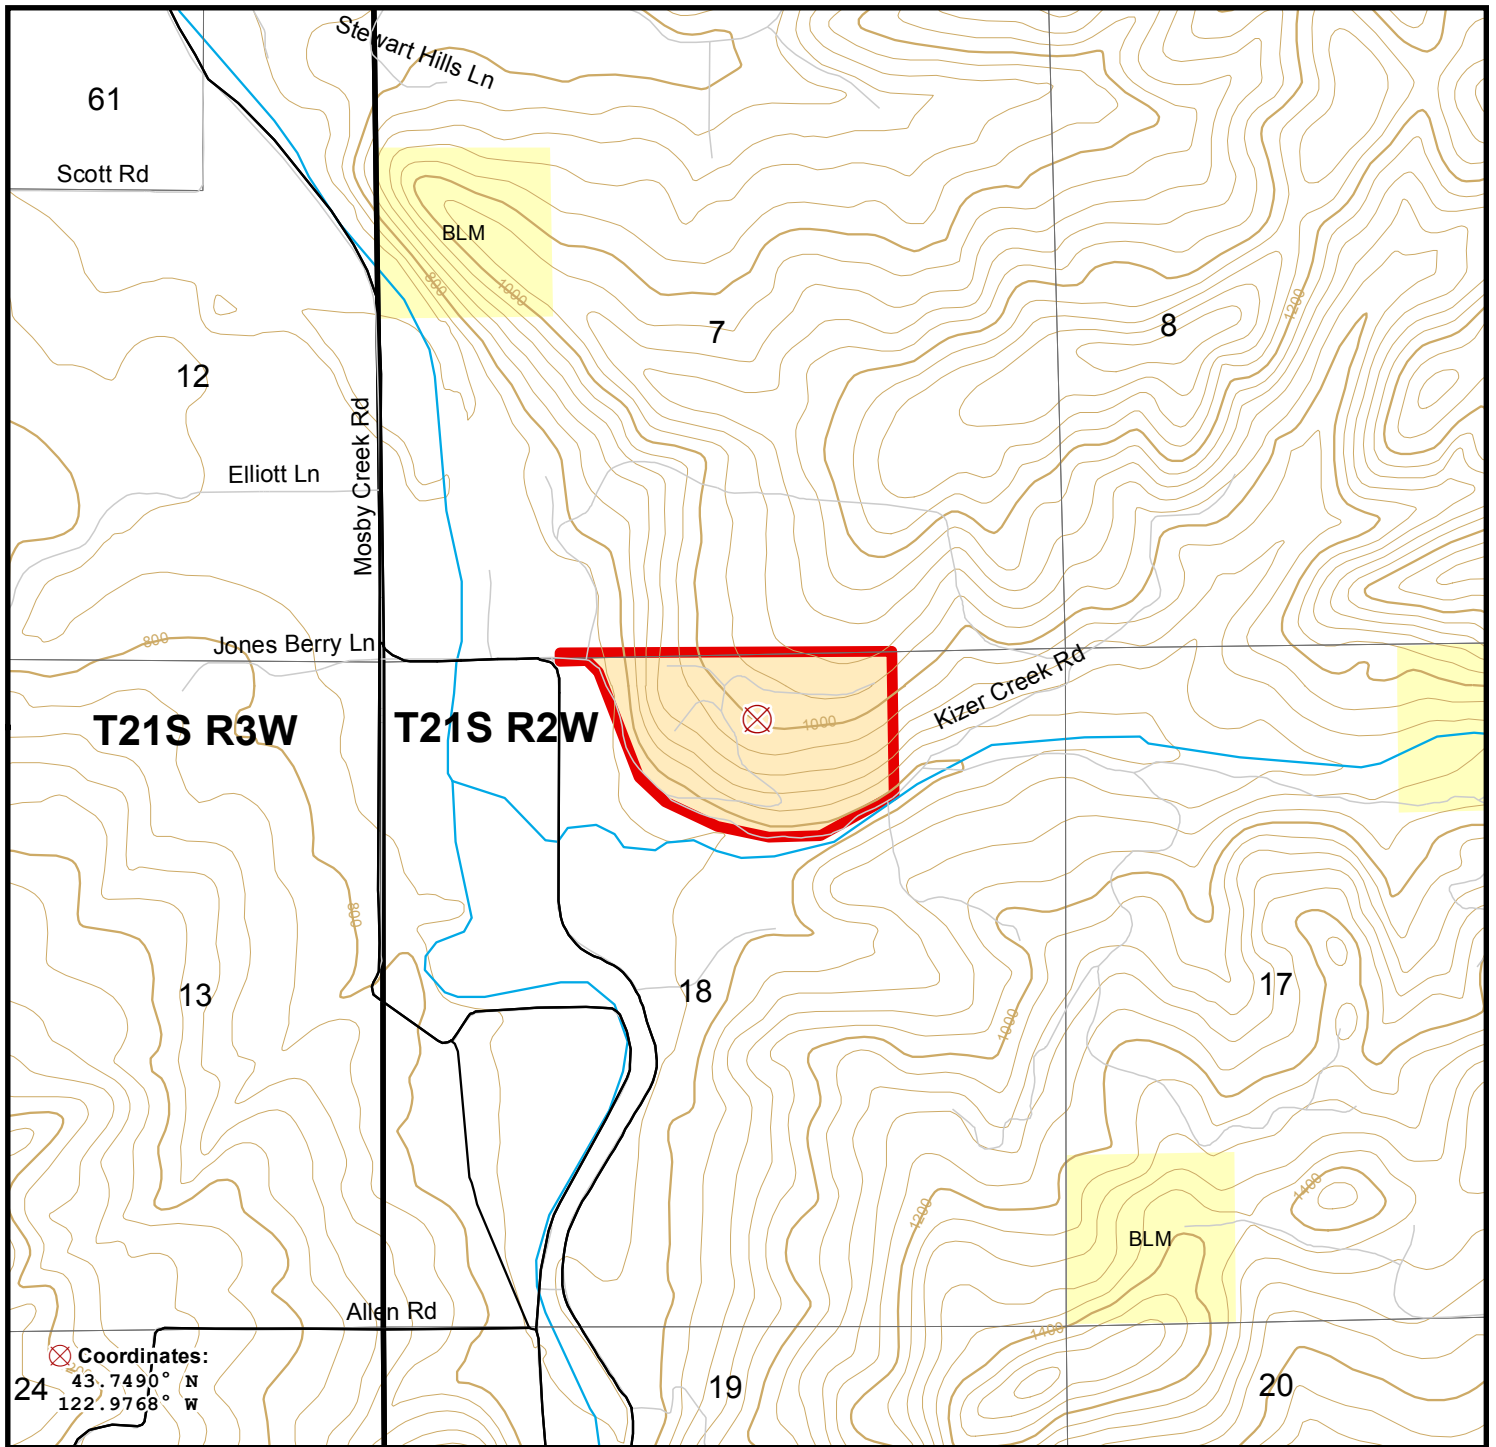 Stewart Hills Ln
61
Scott Rd
BLM
800
1000
1200
7
8
12
Mosby Creek Rd
Elliott Ln
800
Jones Berry Ln
Kizer Creek Rd
T21S R3W
T21S R2W
1000
800
13
18
17
1000
1200
1400
BLM
Allen Rd
1400
Coordinates:
43.7490° N
122.9768° W
24
19
20